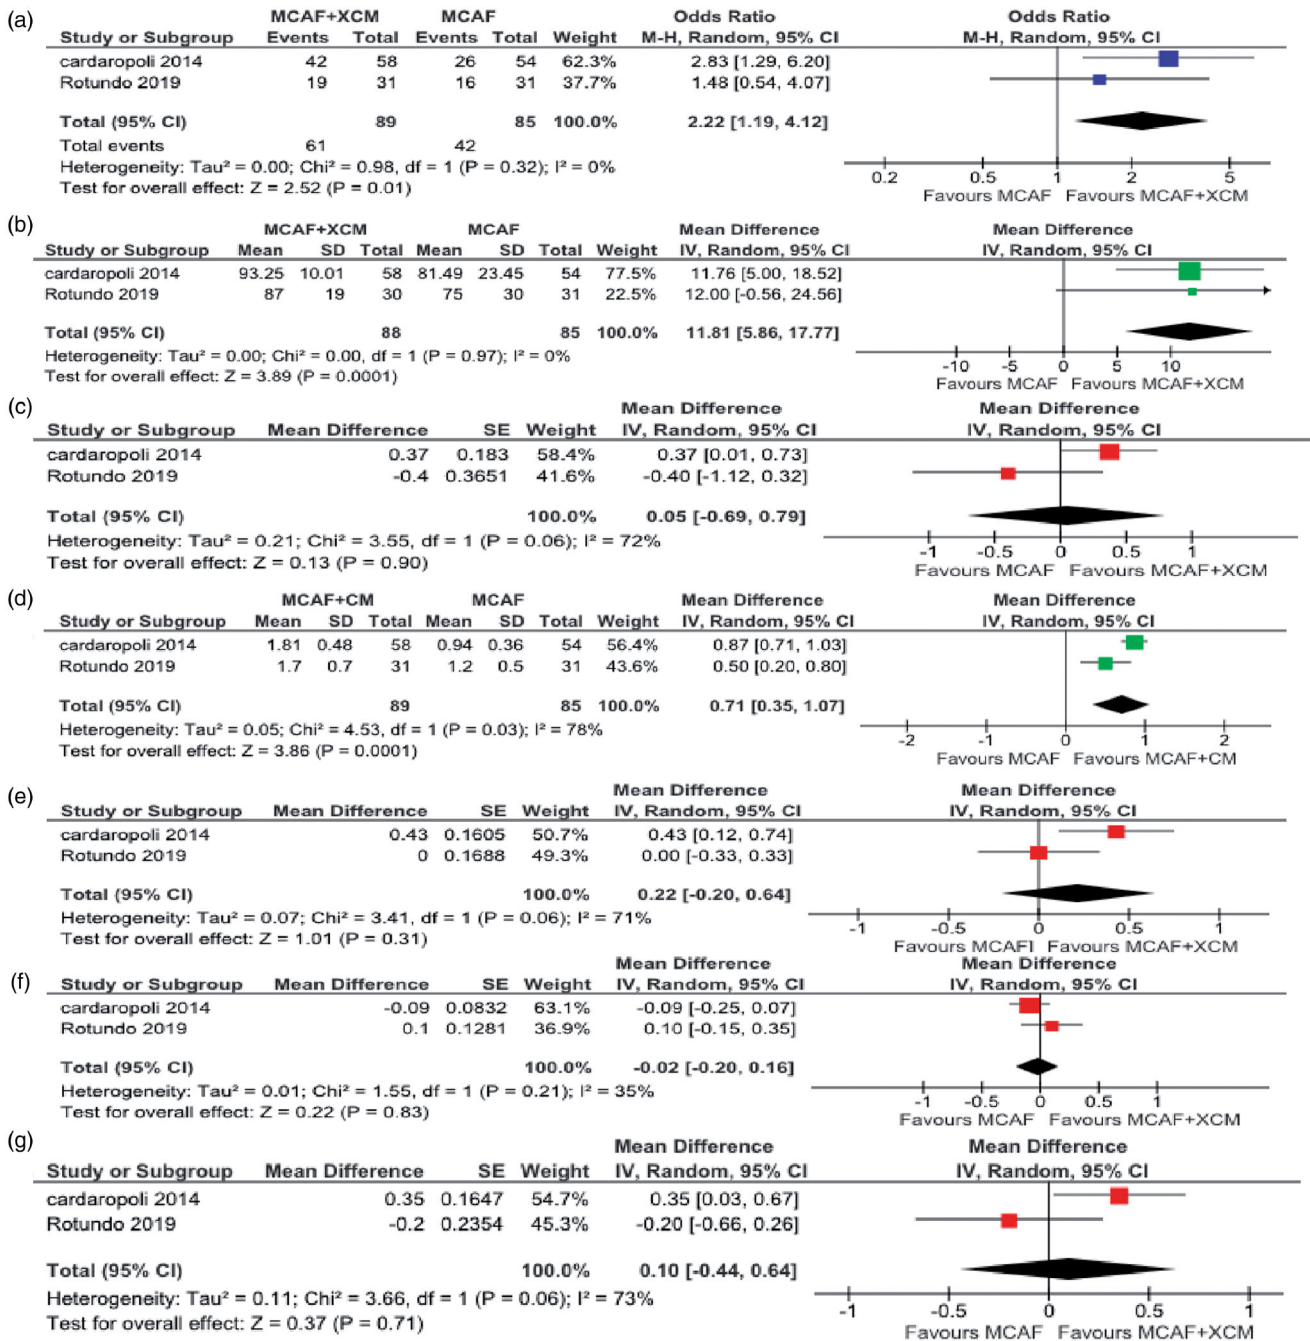 (a)
MCAF+XCM MCAF Odds Ratio Odds Ratio
Study or Subgroup Events Total Events Total Weight M-H, Random, 95% CI M-H, Random, 95% CI
cardaropoli 2014 42 58 26 54 62.3% 2.83 [1.29, 6.20]
Rotundo 2019 19 31 16 31 37.7% 1.48 [0.54, 4.07]
Total (95% CI) 89 85 100.0% 2.22 [1.19, 4.12]
Total events 61 42
Heterogeneity: Tau² = 0.00; Chi² = 0.98, df = 1 (P = 0.32); I² = 0%
Test for overall effect: Z = 2.52 (P = 0.01)
0.2 0.5 1 2 5
Favours MCAF Favours MCAF+XCM
(b)
MCAF+XCM MCAF Mean Difference Mean Difference
Study or Subgroup Mean SD Total Mean SD Total Weight IV, Random, 95% CI IV, Random, 95% CI
cardaropoli 2014 93.25 10.01 58 81.49 23.45 54 77.5% 11.76 [5.00, 18.52]
Rotundo 2019 87 19 30 75 30 31 22.5% 12.00 [-0.56, 24.56]
Total (95% CI) 88 85 100.0% 11.81 [5.86, 17.77]
Heterogeneity: Tau² = 0.00; Chi² = 0.00, df = 1 (P = 0.97); I² = 0%
Test for overall effect: Z = 3.89 (P = 0.0001)
-10 -5 0 5 10
Favours MCAF Favours MCAF+XCM
(c)
Mean Difference Mean Difference
Study or Subgroup Mean Difference SE Weight IV, Random, 95% CI IV, Random, 95% CI
cardaropoli 2014 0.37 0.183 58.4% 0.37 [0.01, 0.73]
Rotundo 2019 -0.4 0.3651 41.6% -0.40 [-1.12, 0.32]
Total (95% CI) 100.0% 0.05 [-0.69, 0.79]
Heterogeneity: Tau² = 0.21; Chi² = 3.55, df = 1 (P = 0.06); I² = 72%
Test for overall effect: Z = 0.13 (P = 0.90)
-1 -0.5 0 0.5 1
Favours MCAF Favours MCAF+XCM
(d)
MCAF+CM MCAF Mean Difference Mean Difference
Study or Subgroup Mean SD Total Mean SD Total Weight IV, Random, 95% CI IV, Random, 95% CI
cardaropoli 2014 1.81 0.48 58 0.94 0.36 54 56.4% 0.87 [0.71, 1.03]
Rotundo 2019 1.7 0.7 31 1.2 0.5 31 43.6% 0.50 [0.20, 0.80]
Total (95% CI) 89 85 100.0% 0.71 [0.35, 1.07]
Heterogeneity: Tau² = 0.05; Chi² = 4.53, df = 1 (P = 0.03); I² = 78%
Test for overall effect: Z = 3.86 (P = 0.0001)
-2 -1 0 1 2
Favours MCAF Favours MCAF+CM
(e)
Mean Difference Mean Difference
Study or Subgroup Mean Difference SE Weight IV, Random, 95% CI IV, Random, 95% CI
cardaropoli 2014 0.43 0.1605 50.7% 0.43 [0.12, 0.74]
Rotundo 2019 0 0.1688 49.3% 0.00 [-0.33, 0.33]
Total (95% CI) 100.0% 0.22 [-0.20, 0.64]
Heterogeneity: Tau² = 0.07; Chi² = 3.41, df = 1 (P = 0.06); I² = 71%
Test for overall effect: Z = 1.01 (P = 0.31)
-1 -0.5 0 0.5 1
Favours MCAF] Favours MCAF+XCM
(f)
Mean Difference Mean Difference
Study or Subgroup Mean Difference SE Weight IV, Random, 95% CI IV, Random, 95% CI
cardaropoli 2014 -0.09 0.0832 63.1% -0.09 [-0.25, 0.07]
Rotundo 2019 0.1 0.1281 36.9% 0.10 [-0.15, 0.35]
Total (95% CI) 100.0% -0.02 [-0.20, 0.16]
Heterogeneity: Tau² = 0.01; Chi² = 1.55, df = 1 (P = 0.21); I² = 35%
Test for overall effect: Z = 0.22 (P = 0.83)
-1 -0.5 0 0.5 1
Favours MCAF Favours MCAF+XCM
(g)
Mean Difference Mean Difference
Study or Subgroup Mean Difference SE Weight IV, Random, 95% CI IV, Random, 95% CI
cardaropoli 2014 0.35 0.1647 54.7% 0.35 [0.03, 0.67]
Rotundo 2019 -0.2 0.2354 45.3% -0.20 [-0.66, 0.26]
Total (95% CI) 100.0% 0.10 [-0.44, 0.64]
Heterogeneity: Tau² = 0.11; Chi² = 3.66, df = 1 (P = 0.06); I² = 73%
Test for overall effect: Z = 0.37 (P = 0.71)
-1 -0.5 0 0.5 1
Favours MCAF Favours MCAF+XCM